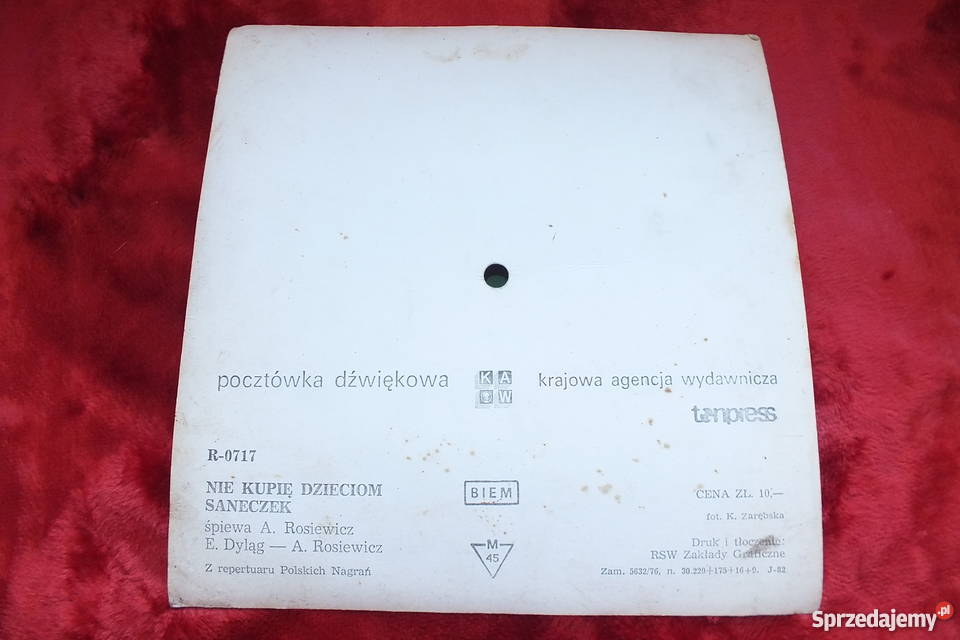 pocztówka dźwiękowa
K A
W
krajowa agencja wydawnicza
tonpress
R-0717
NIE KUPIĘ DZIECIOM
SANECZEK
śpiewa A. Rosiewicz
E. Dyląg — A. Rosiewicz
Z repertuaru Polskich Nagrań
BIEM
M
45
CENA ZŁ. 10,—
fot. K. Zarębska
Druk i tłoczenie:
RSW Zakłady Graficzne
Zam. 5632/76, n. 30.220+175+16+9. J-82
Sprzedajemy.pl